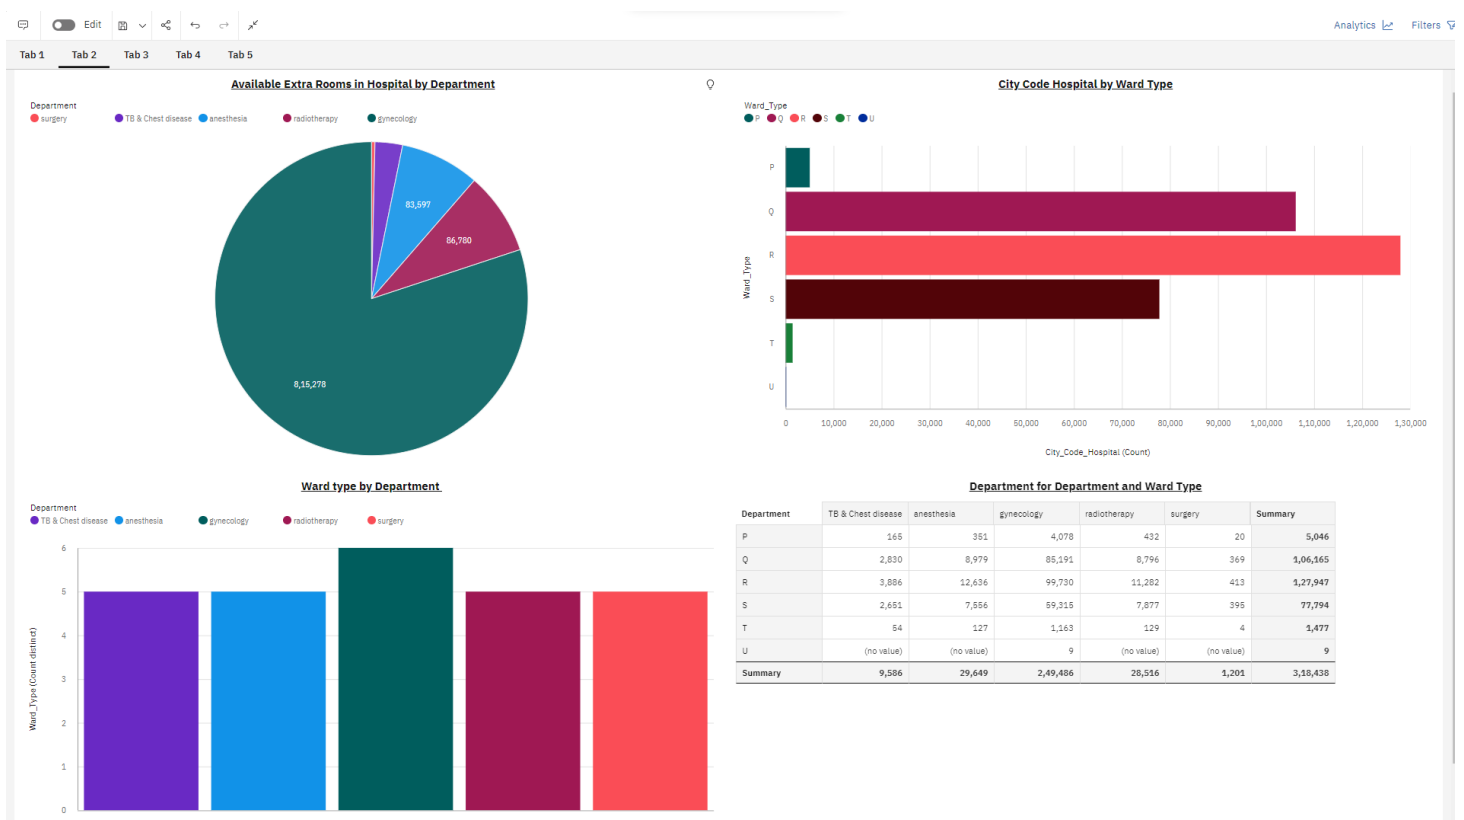 Edit
Analytics
Filters
Tab 1 Tab 2 Tab 3 Tab 4 Tab 5
Available Extra Rooms in Hospital by Department
Department
surgery TB & Chest disease anesthesia radiotherapy gynecology
83,597
86,780
8,15,278
City Code Hospital by Ward Type
Ward_Type
P Q R S T U
Ward_Type
P
Q
R
S
T
U
0 10,000 20,000 30,000 40,000 50,000 60,000 70,000 80,000 90,000 1,00,000 1,10,000 1,20,000 1,30,000
City_Code_Hospital (Count)
Ward type by Department
Department
TB & Chest disease anesthesia gynecology radiotherapy surgery
Ward_Type (Count distinct)
6
5
4
3
2
1
0
Department for Department and Ward Type
Department TB & Chest disease anesthesia gynecology radiotherapy surgery Summary
P 165 351 4,078 432 20 5,046
Q 2,830 8,979 85,191 8,796 369 1,06,165
R 3,886 12,636 99,730 11,282 413 1,27,947
S 2,651 7,556 59,315 7,877 395 77,794
T 54 127 1,163 129 4 1,477
U (no value) (no value) 9 (no value) (no value) 9
Summary 9,586 29,649 2,49,486 28,516 1,201 3,18,438